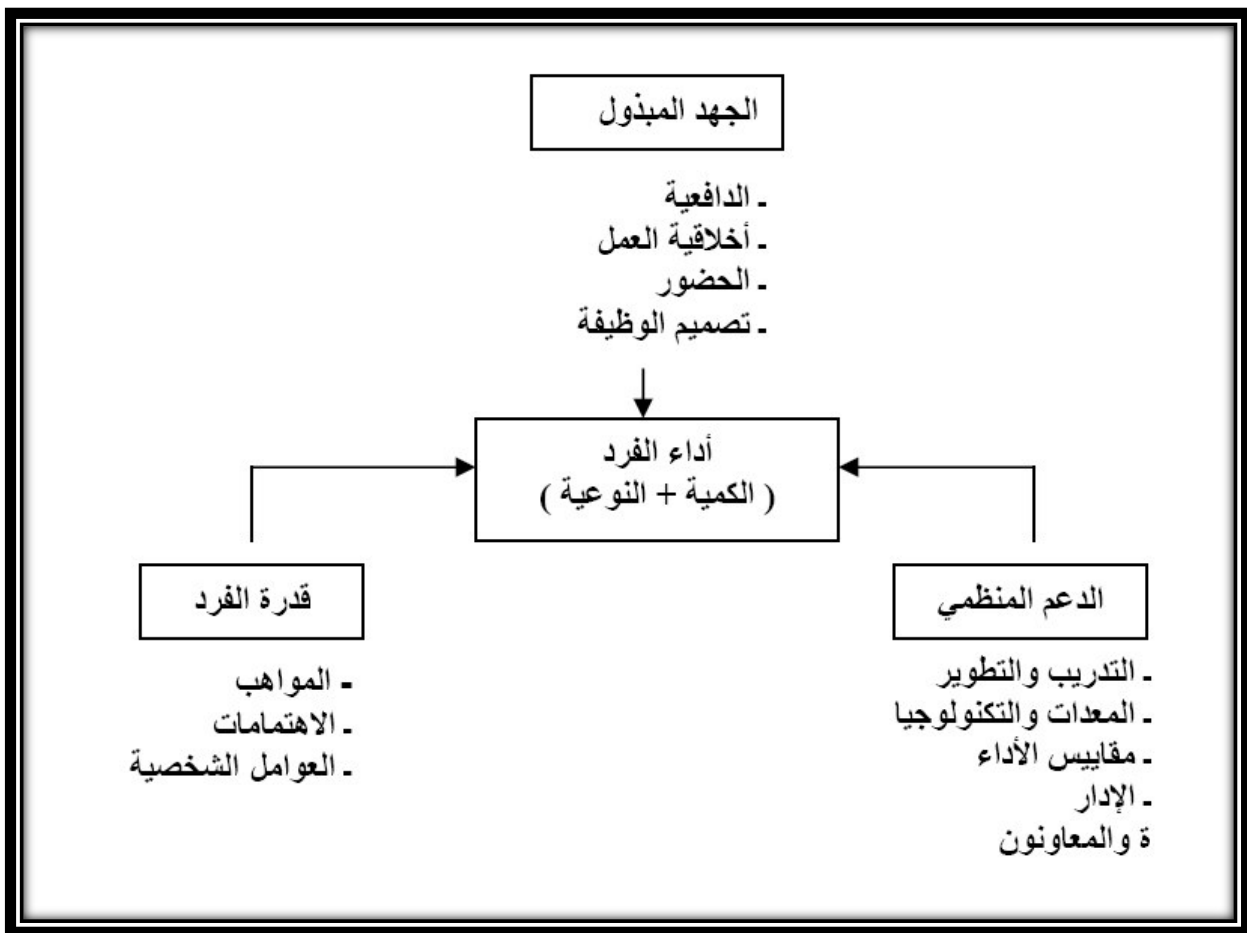 الجهد المبذول
ـ الدافعية
ـ أخلاقية العمل
ـ الحضور
ـ تصميم الوظيفة
أداء الفرد
( الكمية + النوعية )
الدعم المنظمي
ـ التدريب والتطوير
ـ المعدات والتكنولوجيا
ـ مقاييس الأداء
ـ الإدار
ة والمعاونون
قدرة الفرد
ـ المواهب
ـ الاهتمامات
ـ العوامل الشخصية